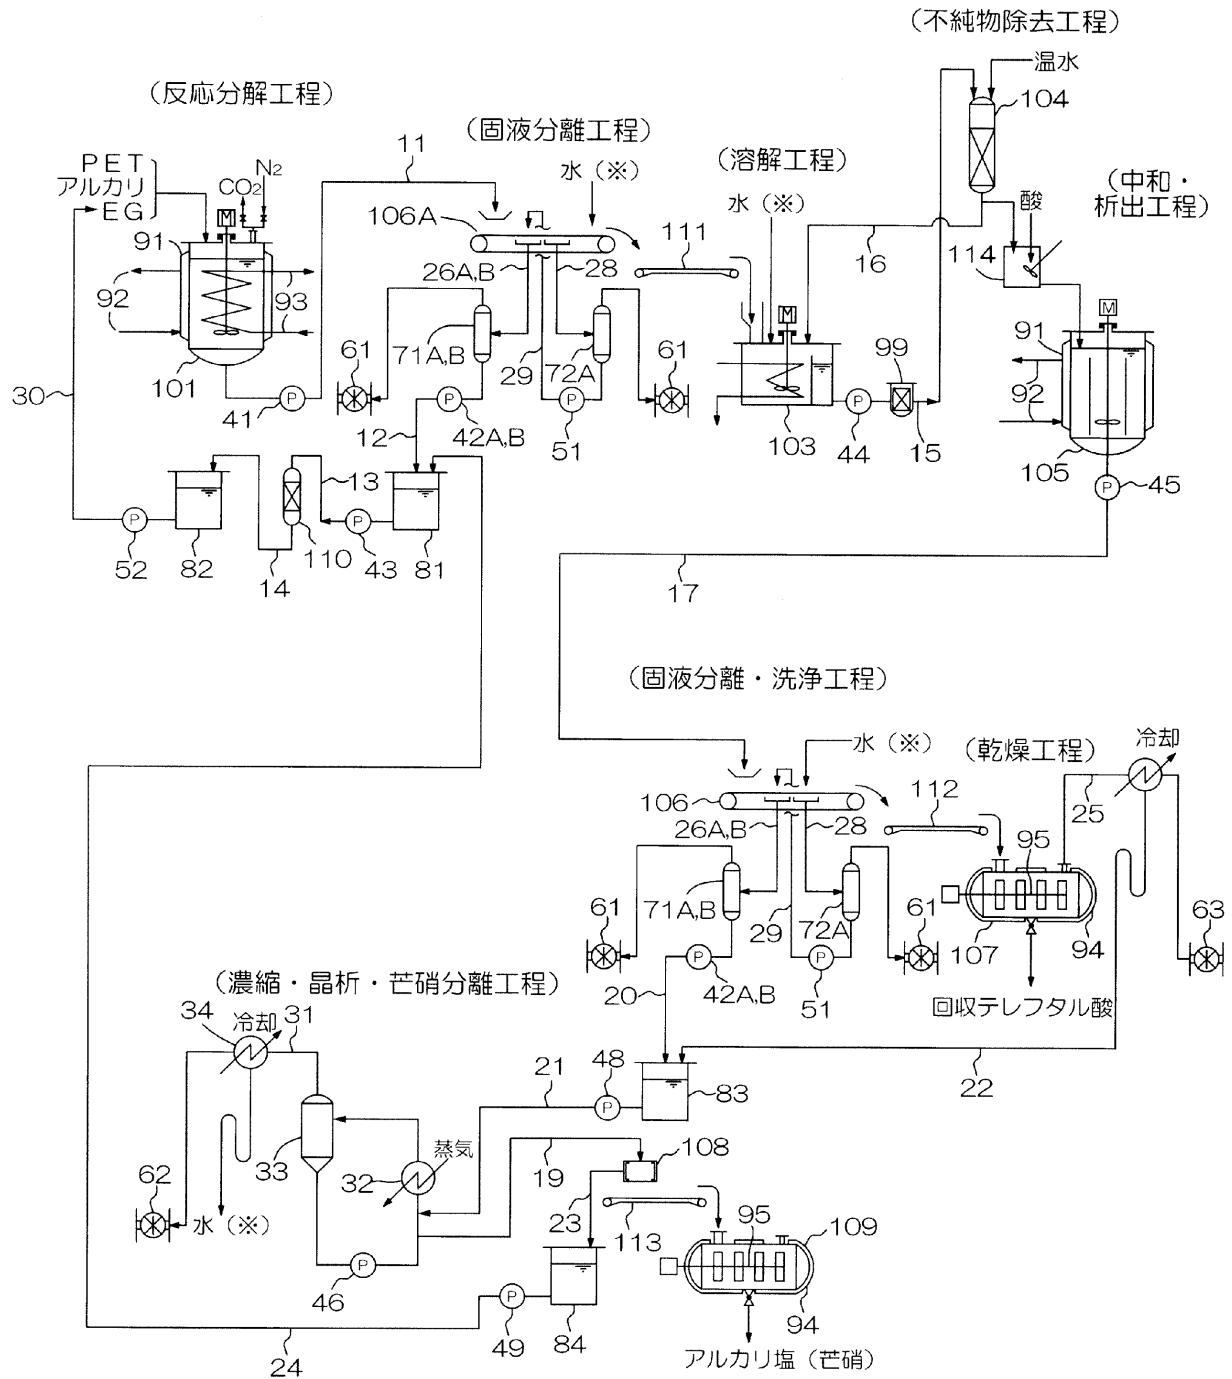 (不純物除去工程)
温水
104
(反応分解工程)
(固液分離工程)
(溶解工程)
(中和・
析出工程)
PET
アルカリ
EG
CO2
N2
M
11
水 (※)
水 (※)
酸
106A
111
16
114
91
92
93
26A,B
28
M
M
91
92
101
30
41
P
61
71A,B
29
72A
61
99
103
P
44
15
105
12
P
42A,B
P
51
P
45
13
P
52
82
14
110
P
43
81
17
(固液分離・洗浄工程)
水 (※)
(乾燥工程)
冷却
106
112
25
26A,B
28
95
71A,B
29
72A
61
61
107
94
63
P
42A,B
P
51
20
回収テレフタル酸
(濃縮・晶析・芒硝分離工程)
34
冷却
31
21
48
P
83
22
33
蒸気
32
19
108
62
水 (※)
23
113
95
109
P
46
P
49
84
94
24
アルカリ塩 (芒硝)